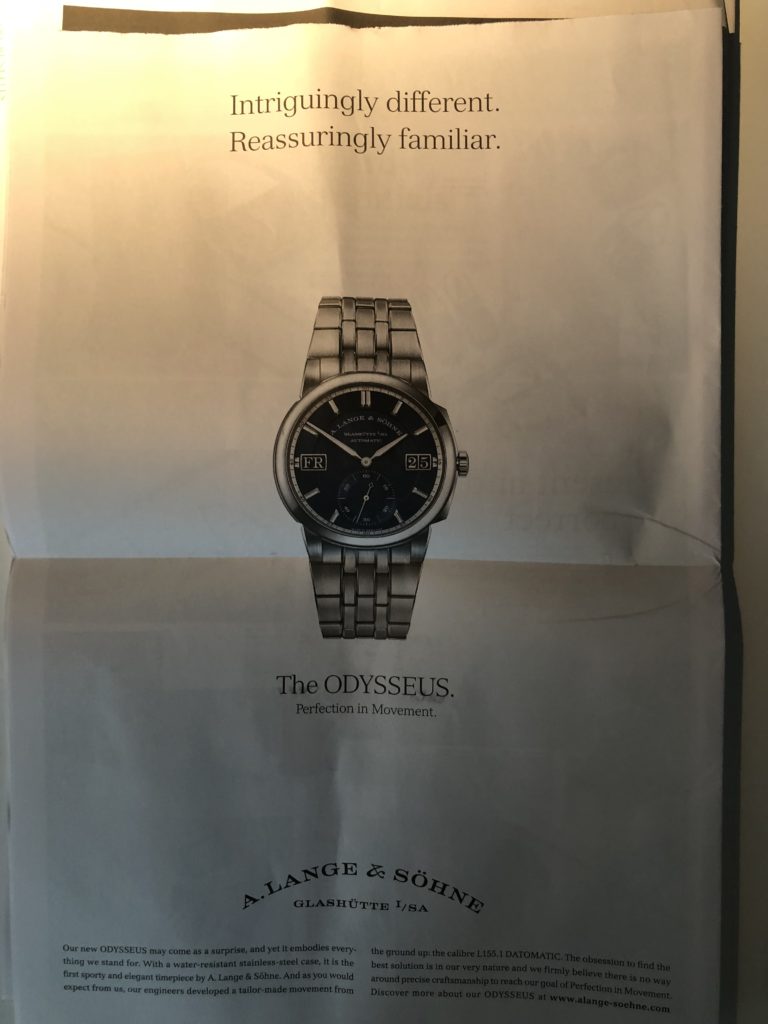 Intriguingly different.
Reassuringly familiar.
A. LANGE & SÖHNE
GLASHÜTTE I/SA
AUTOMATIC
FR
25
60
The ODYSSEUS.
Perfection in Movement.
A. LANGE & SÖHNE
GLASHÜTTE I/SA
Our new ODYSSEUS may come as a surprise, and yet it embodies every-
thing we stand for. With a water-resistant stainless-steel case, it is the
first sporty and elegant timepiece by A. Lange & Söhne. And as you would
expect from us, our engineers developed a tailor-made movement from
the ground up: the calibre L155.1 DATOMATIC. The obsession to find the
best solution is in our very nature and we firmly believe there is no way
around precise craftsmanship to reach our goal of Perfection in Movement.
Discover more about our ODYSSEUS at www.alange-soehne.com